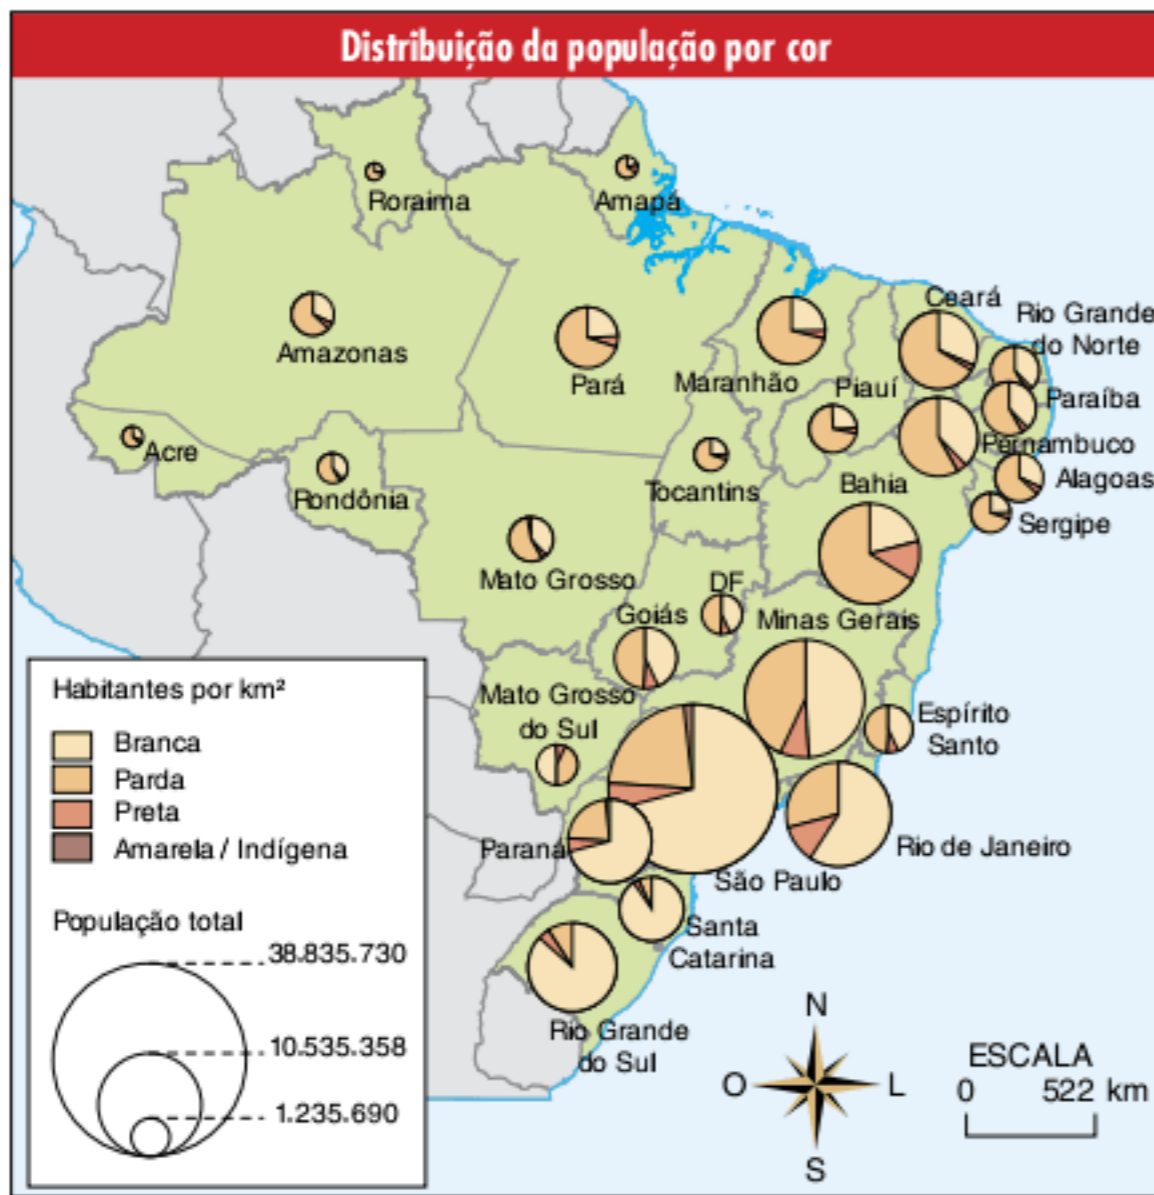 Distribuição da população por cor
Roraima
Amapá
Amazonas
Pará
Maranhão
Piauí
Ceará
Rio Grande
do Norte
Paraíba
Pernambuco
Alagoas
Sergipe
Acre
Rondônia
Tocantins
Bahia
Mato Grosso
DF
Goiás
Minas Gerais
Mato Grosso
do Sul
Espírito
Santo
Paraná
São Paulo
Rio de Janeiro
Santa
Catarina
Rio Grande
do Sul
Habitantes por km²
Branca
Parda
Preta
Amarela / Indígena
População total
38.835.730
10.535.358
1.235.690
N
O
L
S
ESCALA
0 522 km